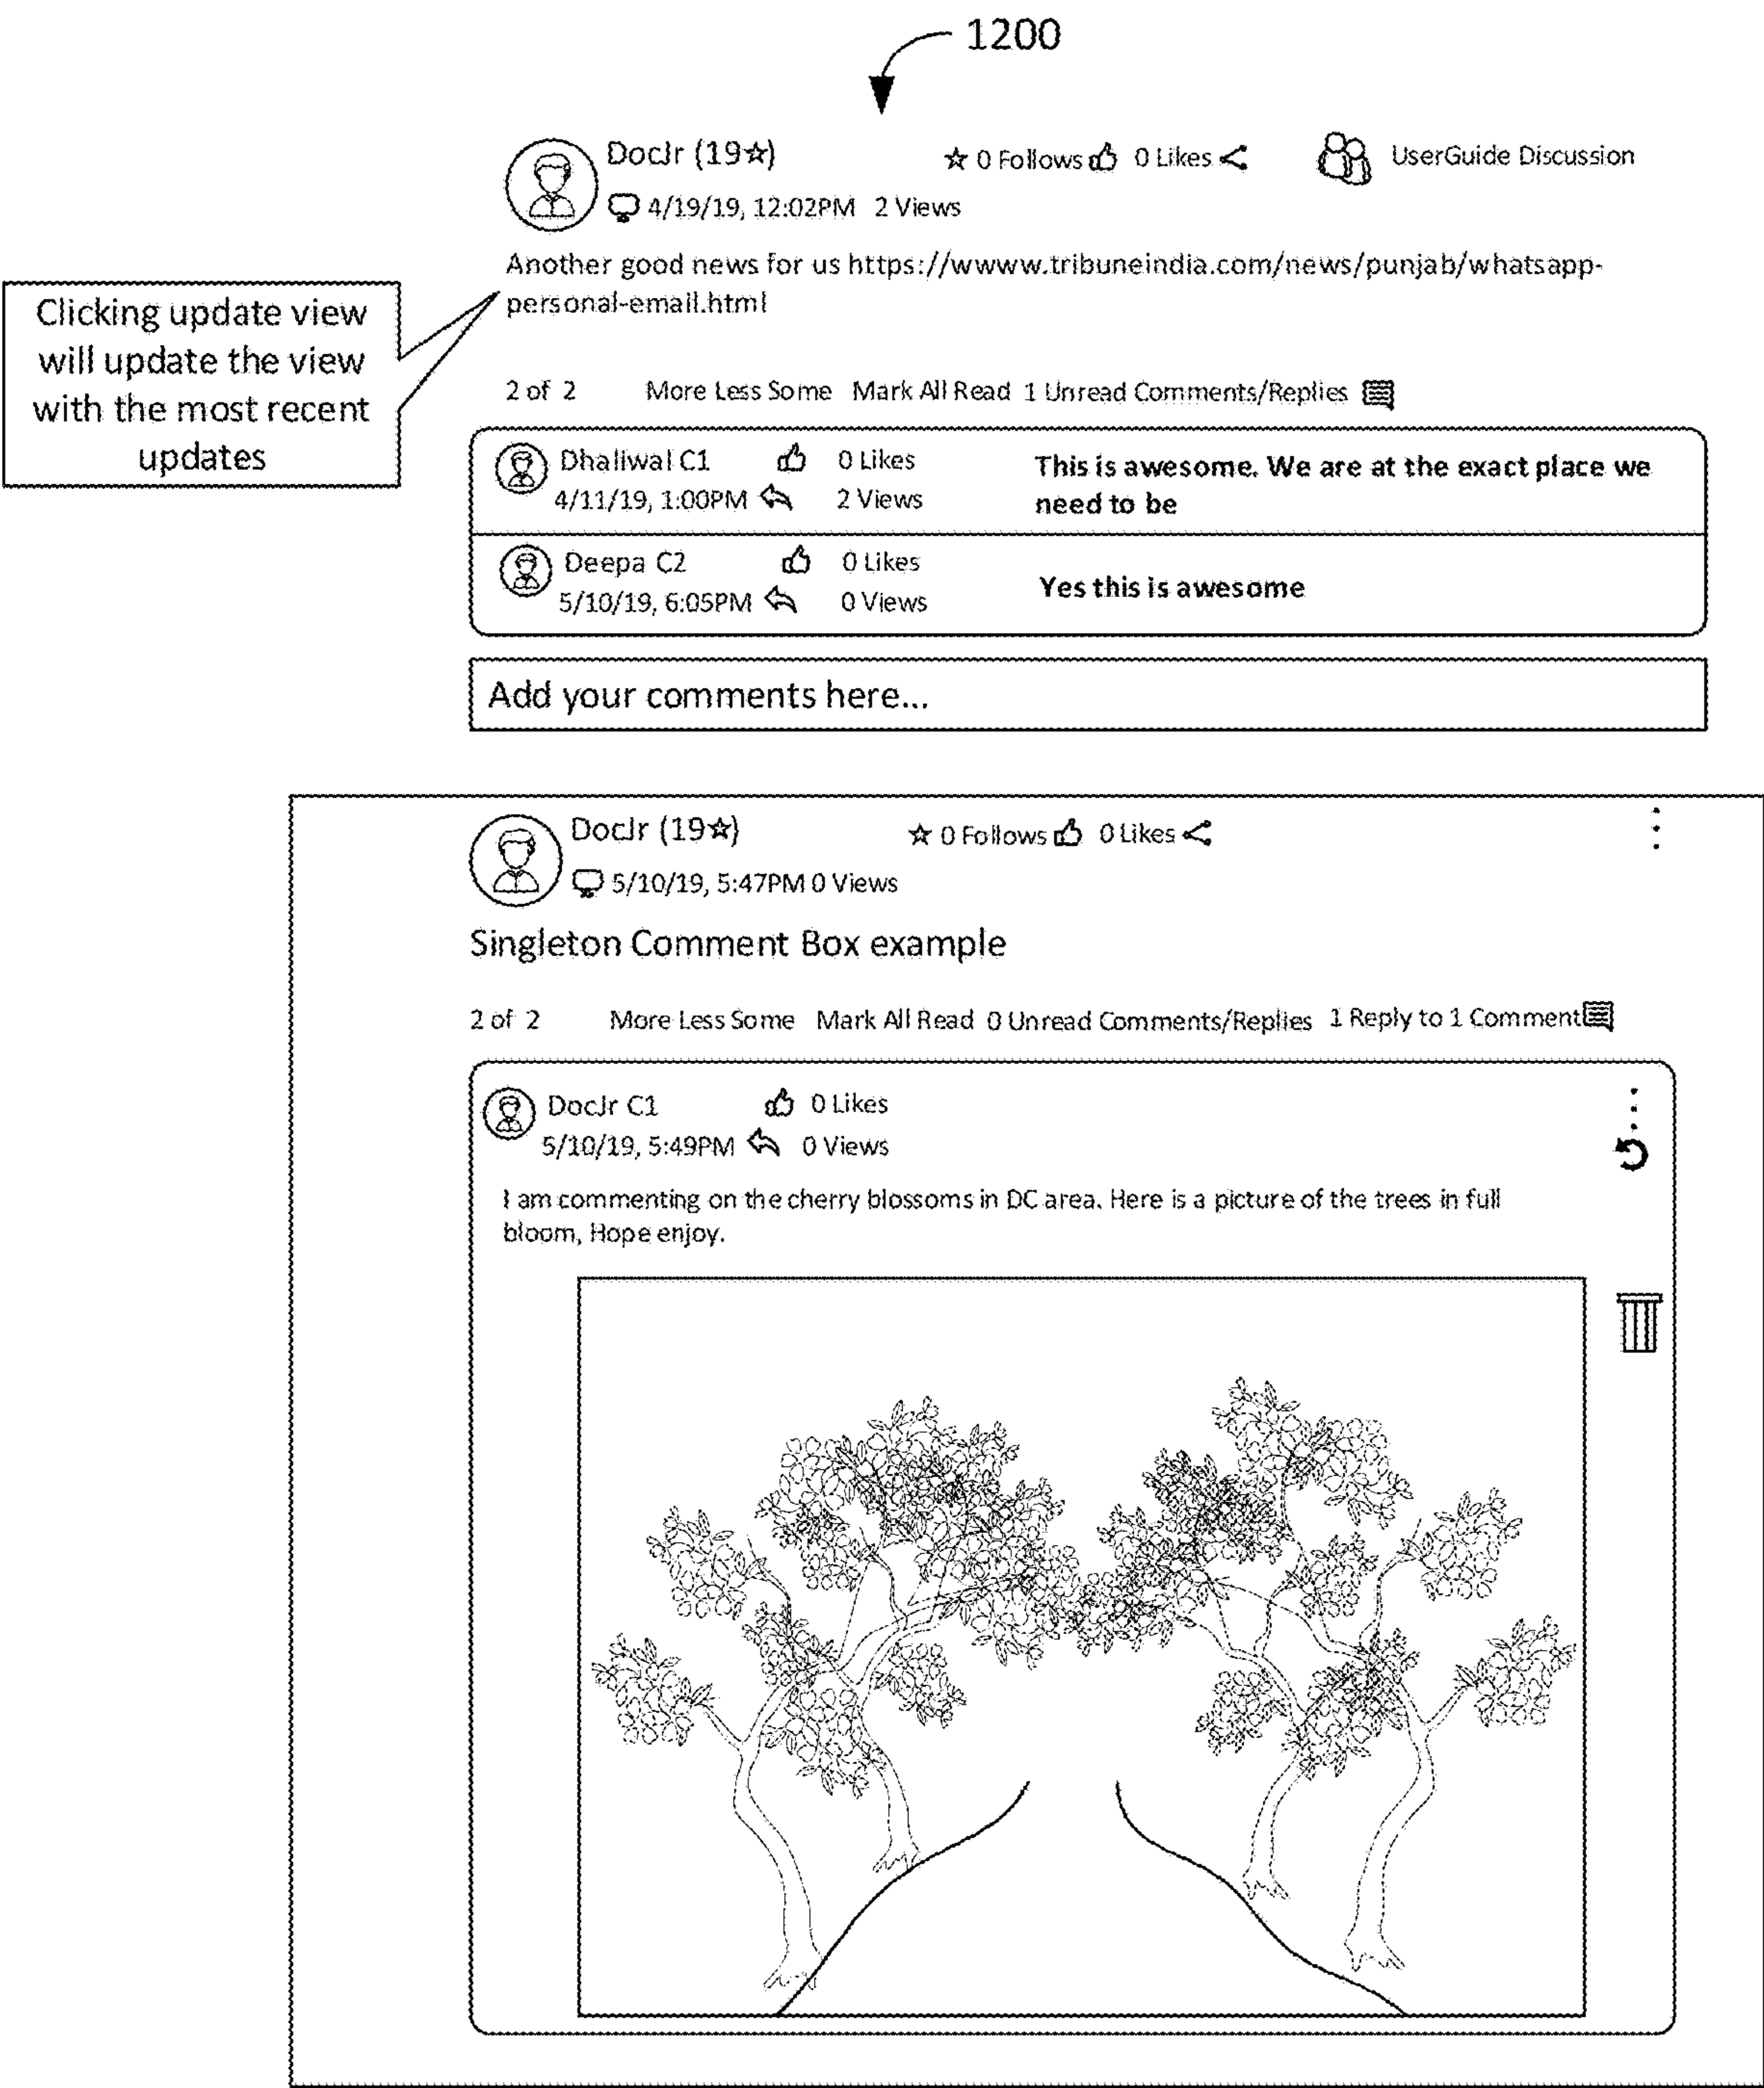 1200
DocJr (19☆) ☆ 0 Follows 0 Likes UserGuide Discussion
4/19/19, 12:02PM 2 Views
Another good news for us https://wwww.tribuneindia.com/news/punjab/whatsapp-
personal-email.html
Clicking update view
will update the view
with the most recent
updates
2 of 2 More Less Some Mark All Read 1 Unread Comments/Replies
Dhaliwal C1 0 Likes
4/11/19, 1:00PM 2 Views
This is awesome. We are at the exact place we
need to be
Deepa C2 0 Likes
5/10/19, 6:05PM 0 Views
Yes this is awesome
Add your comments here...
DocJr (19☆) ☆ 0 Follows 0 Likes
5/10/19, 5:47PM 0 Views
Singleton Comment Box example
2 of 2 More Less Some Mark All Read 0 Unread Comments/Replies 1 Reply to 1 Comment
DocJr C1 0 Likes
5/10/19, 5:49PM 0 Views
I am commenting on the cherry blossoms in DC area. Here is a picture of the trees in full
bloom, Hope enjoy.